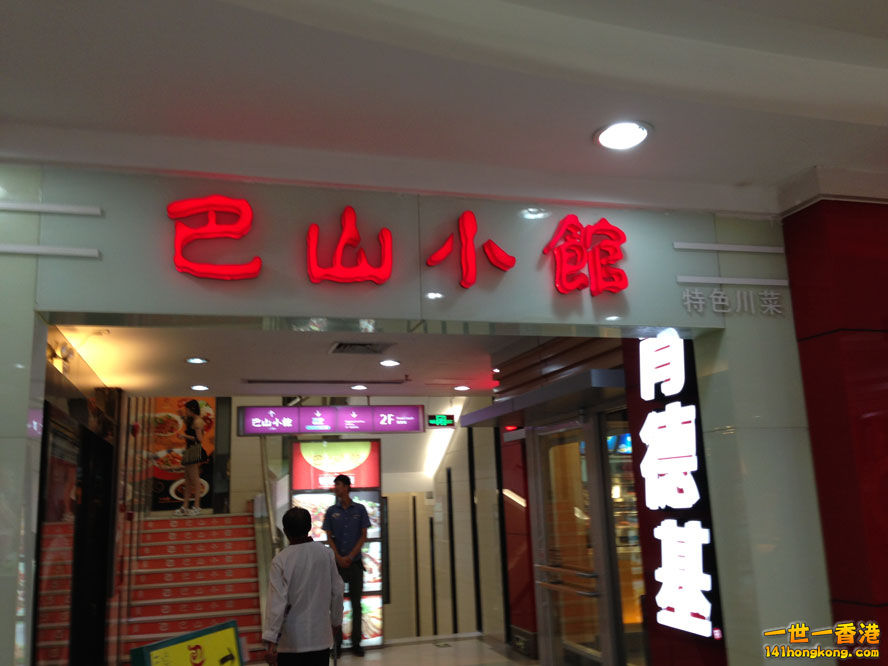 巴山小館
特色川菜
肯德基
巴山小館
2F
一世一香港
141hongkong.com